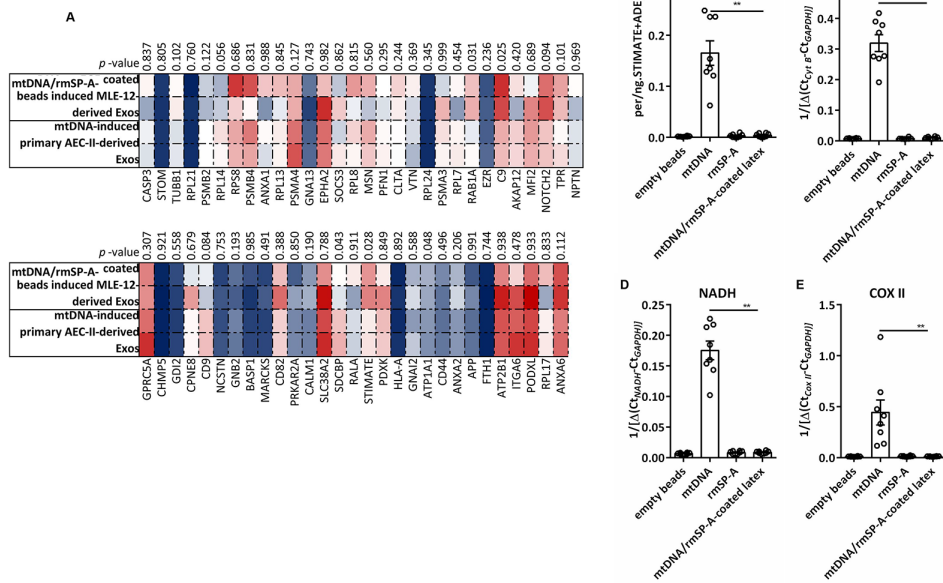 A
p -value 0.837 0.805 0.102 0.760 0.122 0.056 0.686 0.831 0.988 0.845 0.127 0.743 0.982 0.862 0.815 0.560 0.295 0.244 0.369 0.345 0.999 0.454 0.031 0.236 0.025 0.420 0.689 0.094 0.101 0.969
coated
mtDNA/rmSP-A-
beads induced MLE-12
derived Exos
mtDNA-induced
primary AEC-II-derived
Exos
CASP3 STOM TUBB1 RPL21 PSMB2 RPL14 RPS8 PSMB4 ANXA1 RPL13 PSMA4 GNA13 EPHA2 SOCS3 RPL8 MSN PFN1 CLTA VTN RPL24 PSMA3 RPL7 RAB1A EZR C9 AKAP12 MFI2 NOTCH2 TPR NPTN
p -value 0.307 0.921 0.558 0.679 0.084 0.753 0.193 0.985 0.491 0.388 0.850 0.190 0.788 0.043 0.911 0.028 0.849 0.892 0.588 0.048 0.496 0.206 0.991 0.744 0.938 0.478 0.933 0.833 0.112
coated
mtDNA/rmSP-A-
beads induced MLE-12
derived Exos
mtDNA-induced
primary AEC-II-derived
Exos
GPRC5A CHMP5 GDI2 CPNE8 CD9 NCSTN GNB2 BASP1 MARCKS CD82 PRKAR2A CALM1 SLC38A2 SDCBP RALA STIMATE PDXK HLA-A GNAI2 ATP1A1 CD44 ANXA2 APP FTH1 ATP2B1 ITGA6 PODXL RPL17 ANXA6
per/ng,STIMATE+ADE
0.2
0.1
0.0
**
empty beads
mtDNA
rmSP-A
mtDNA/rmSP-A-coated latex
1/[Δ(CtCyt B-CtGAPDH)]
0.4
0.3
0.2
0.1
0.0
**
empty beads
mtDNA
rmSP-A
mtDNA/rmSP-A-coated latex
D
NADH
1/[Δ(CtNADH-CtGAPDH)]
0.25
0.20
0.15
0.10
0.05
0.00
**
empty beads
mtDNA
rmSP-A
mtDNA/rmSP-A-coated latex
E
COX II
1/[Δ(CtCox II-CtGAPDH)]
1.5
1.0
0.5
0.0
**
empty beads
mtDNA
rmSP-A
mtDNA/rmSP-A-coated latex